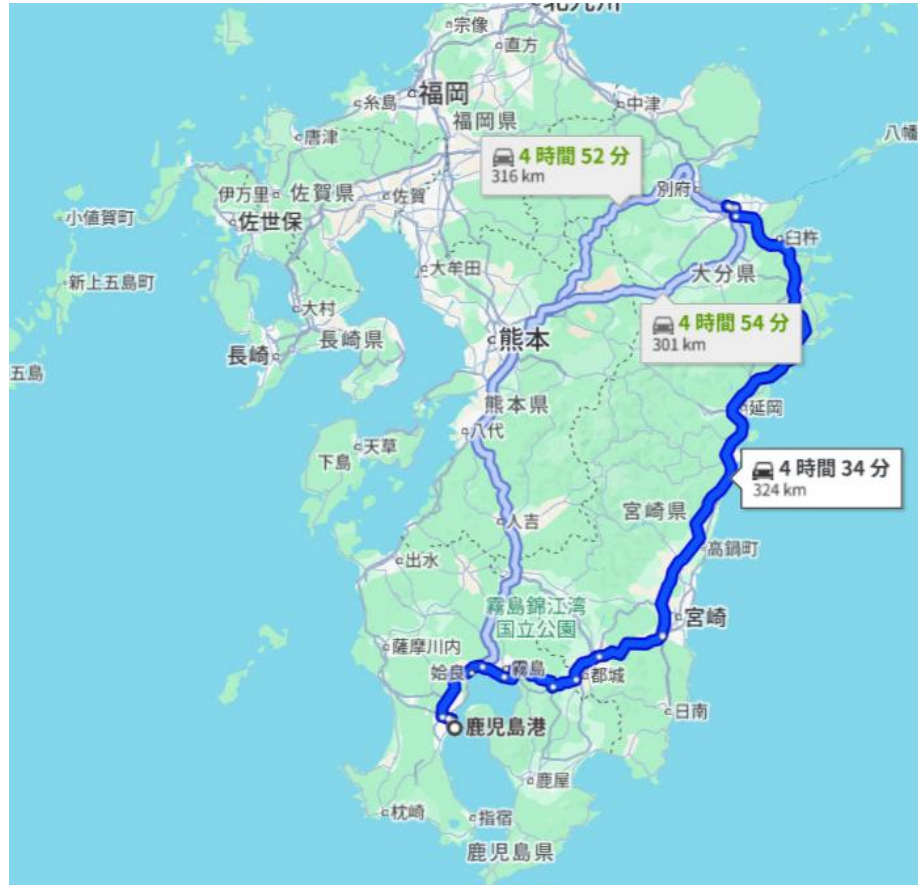 北九州
宗像
直方
福岡
糸島
中津
福岡県
唐津
八幡
4 時間 52 分
316 km
伊万里
佐賀県
佐賀
別府
小値賀町
佐世保
臼杵
大牟田
大分県
新上五島町
大村
4 時間 54 分
301 km
長崎県
熊本
長崎
五島
熊本県
延岡
八代
天草
下島
4 時間 34 分
324 km
人吉
宮崎県
高鍋町
出水
霧島錦江湾
国立公園
宮崎
薩摩川内
姶良
霧島
都城
日南
鹿児島港
鹿屋
枕崎
指宿
鹿児島県